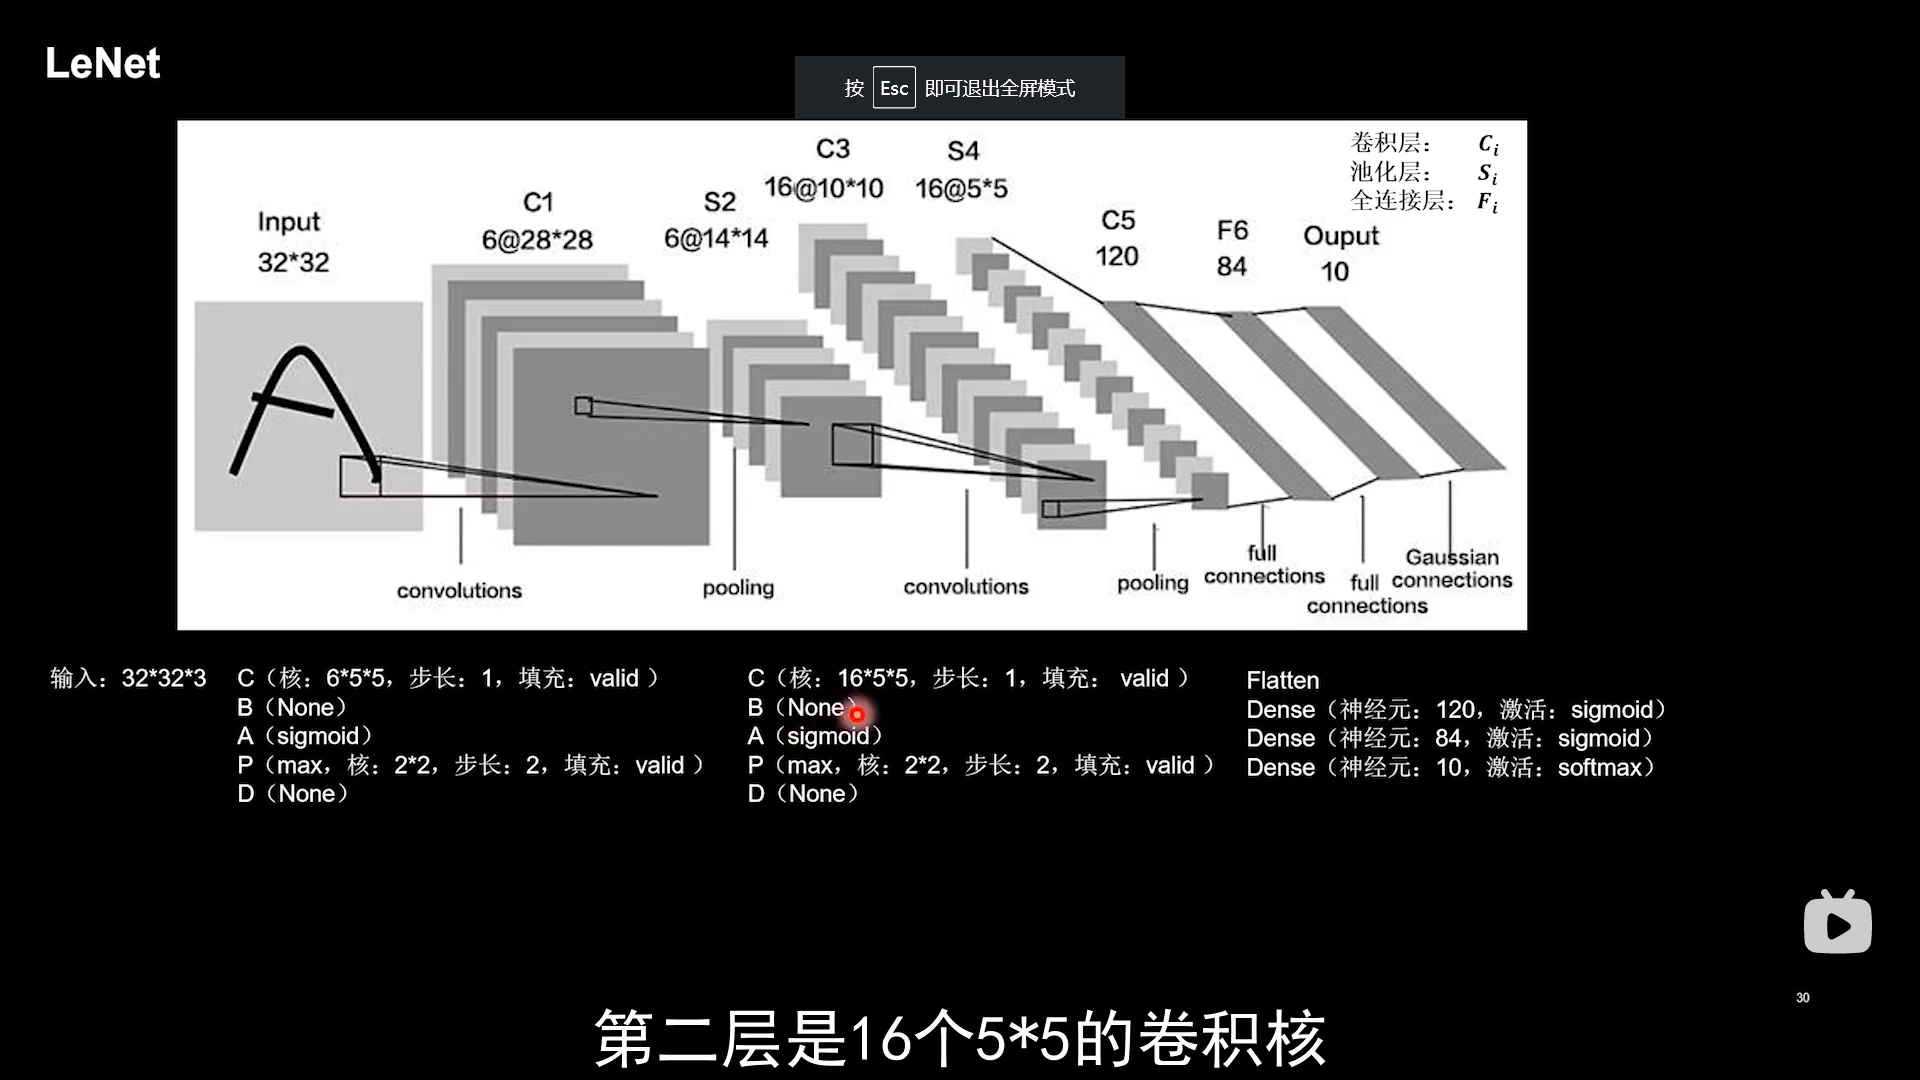 LeNet
按 Esc 即可退出全屏模式
卷积层： Ci
池化层： Si
全连接层： Fi
Input
32*32
C1
6@28*28
S2
6@14*14
C3
16@10*10
S4
16@5*5
C5
120
F6
84
Ouput
10
convolutions
pooling
convolutions
pooling
full
connections
full
connections
Gaussian
connections
输入：32*32*3
C（核：6*5*5，步长：1，填充：valid ）
B（None）
A（sigmoid）
P（max，核：2*2，步长：2，填充：valid ）
D（None）
C（核：16*5*5，步长：1，填充： valid ）
B（None）
A（sigmoid）
P（max，核：2*2，步长：2，填充：valid ）
D（None）
Flatten
Dense（神经元：120，激活：sigmoid）
Dense（神经元：84，激活：sigmoid）
Dense（神经元：10，激活：softmax）
30
第二层是16个5*5的卷积核